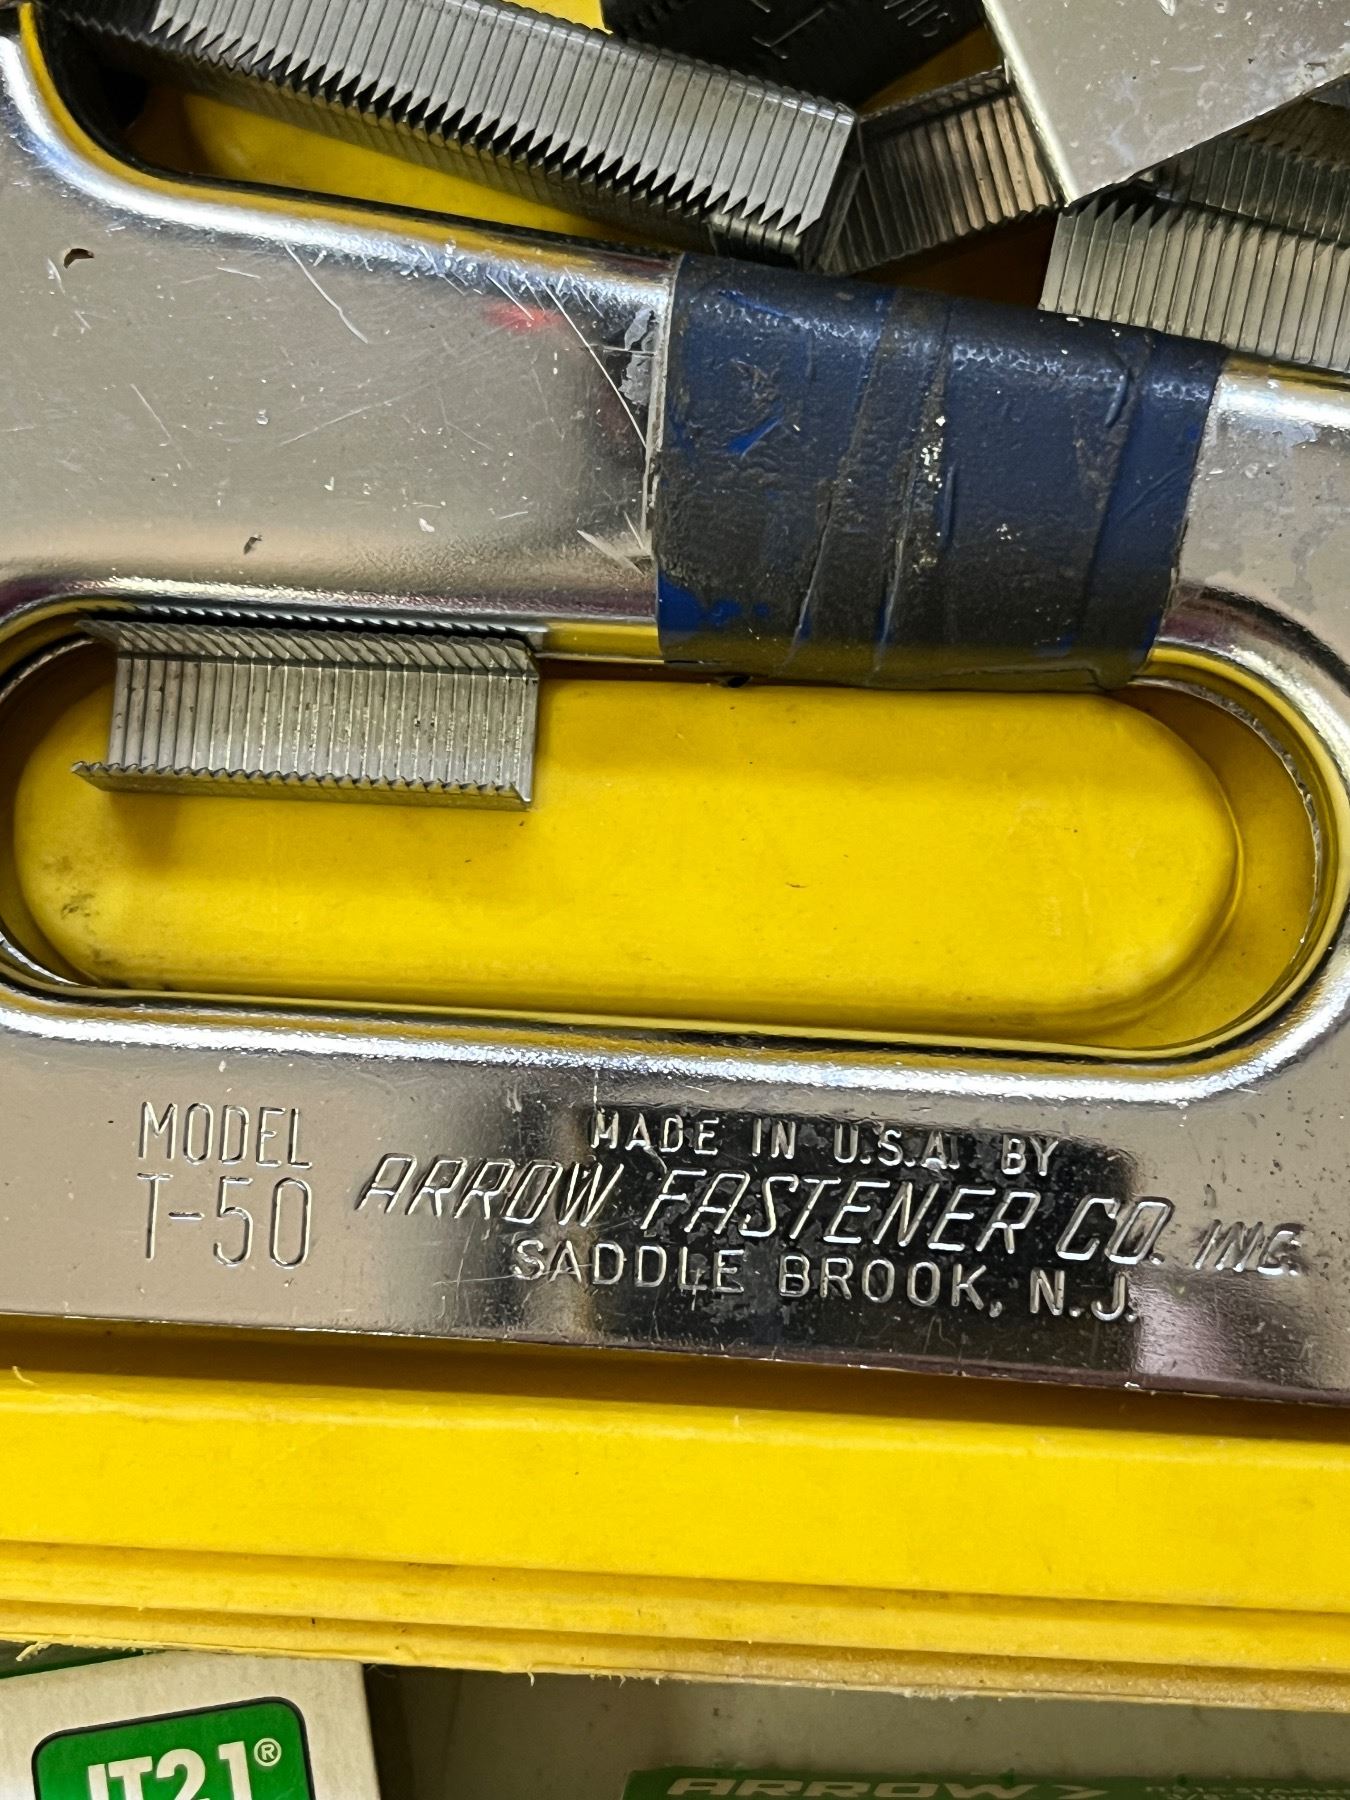 MODEL
T-50
MADE IN U.S.A. BY
ARROW FASTENER CO. INC.
SADDLE BROOK, N.J.
JT21®
ARROW